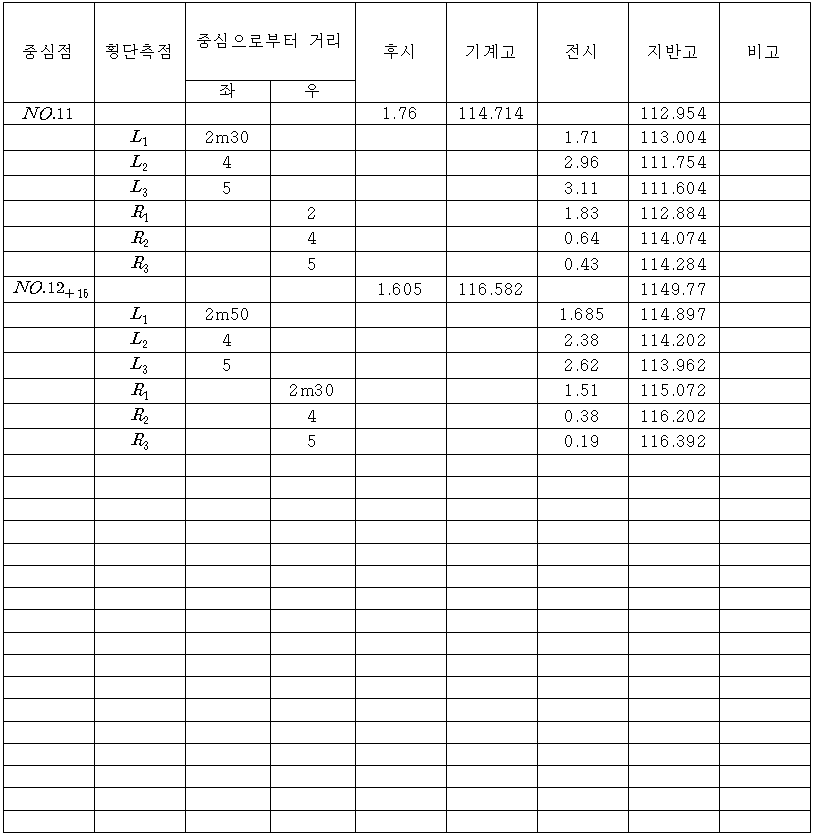 중심점 횡단측점 중심으로부터 거리 후시 기계고 전시 지반고 비고
좌 우
NO.11 1.76 114.714 112.954
L₁ 2m30 1.71 113.004
L₂ 4 2.96 111.754
L₃ 5 3.11 111.604
R₁ 2 1.83 112.884
R₂ 4 0.64 114.074
R₃ 5 0.43 114.284
NO.12₊₁₅ 1.605 116.582 1149.77
L₁ 2m50 1.685 114.897
L₂ 4 2.38 114.202
L₃ 5 2.62 113.962
R₁ 2m30 1.51 115.072
R₂ 4 0.38 116.202
R₃ 5 0.19 116.392